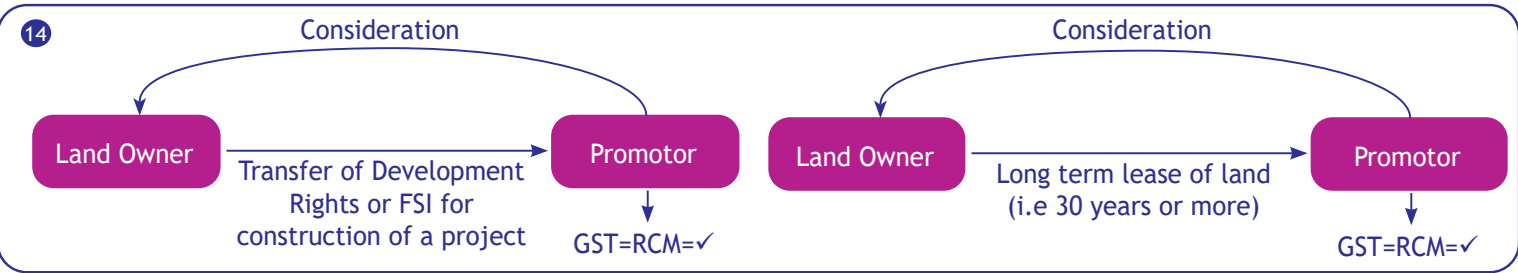 14
Consideration
Land Owner
Promotor
Transfer of Development
Rights or FSI for
construction of a project
GST=RCM=✓
Consideration
Land Owner
Promotor
Long term lease of land
(i.e 30 years or more)
GST=RCM=✓